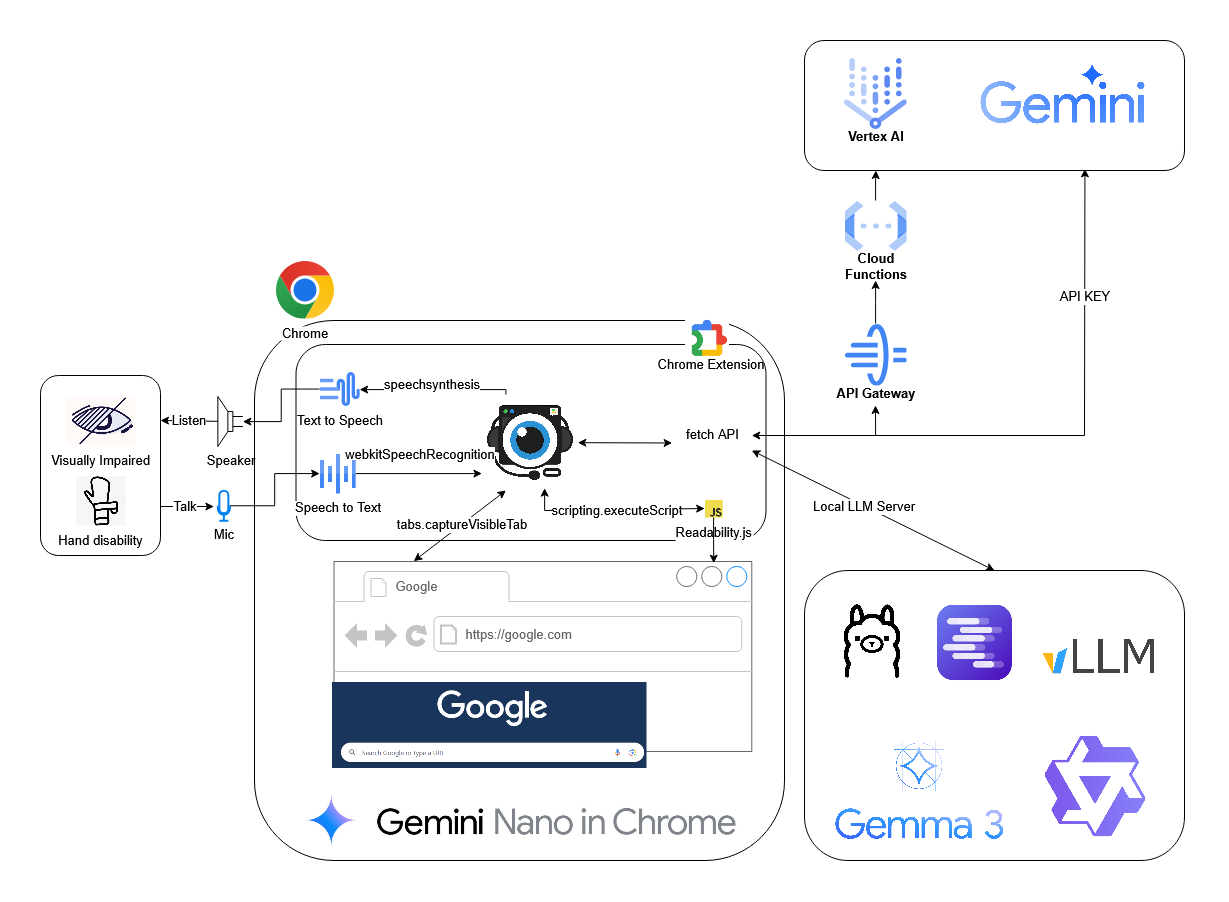 Vertex AI
Gemini
Cloud
Functions
API KEY
Chrome
Chrome Extension
API Gateway
speechsynthesis
Text to Speech
Listen
Speaker
Visually Impaired
webkitSpeechRecognition
fetch API
Speech to Text
Talk
Mic
Hand disability
scripting.executeScript
JS
Readability.js
tabs.captureVisibleTab
Local LLM Server
Google
https://google.com
Google
Search Google or type a URL
Gemini Nano in Chrome
vLLM
Gemma 3